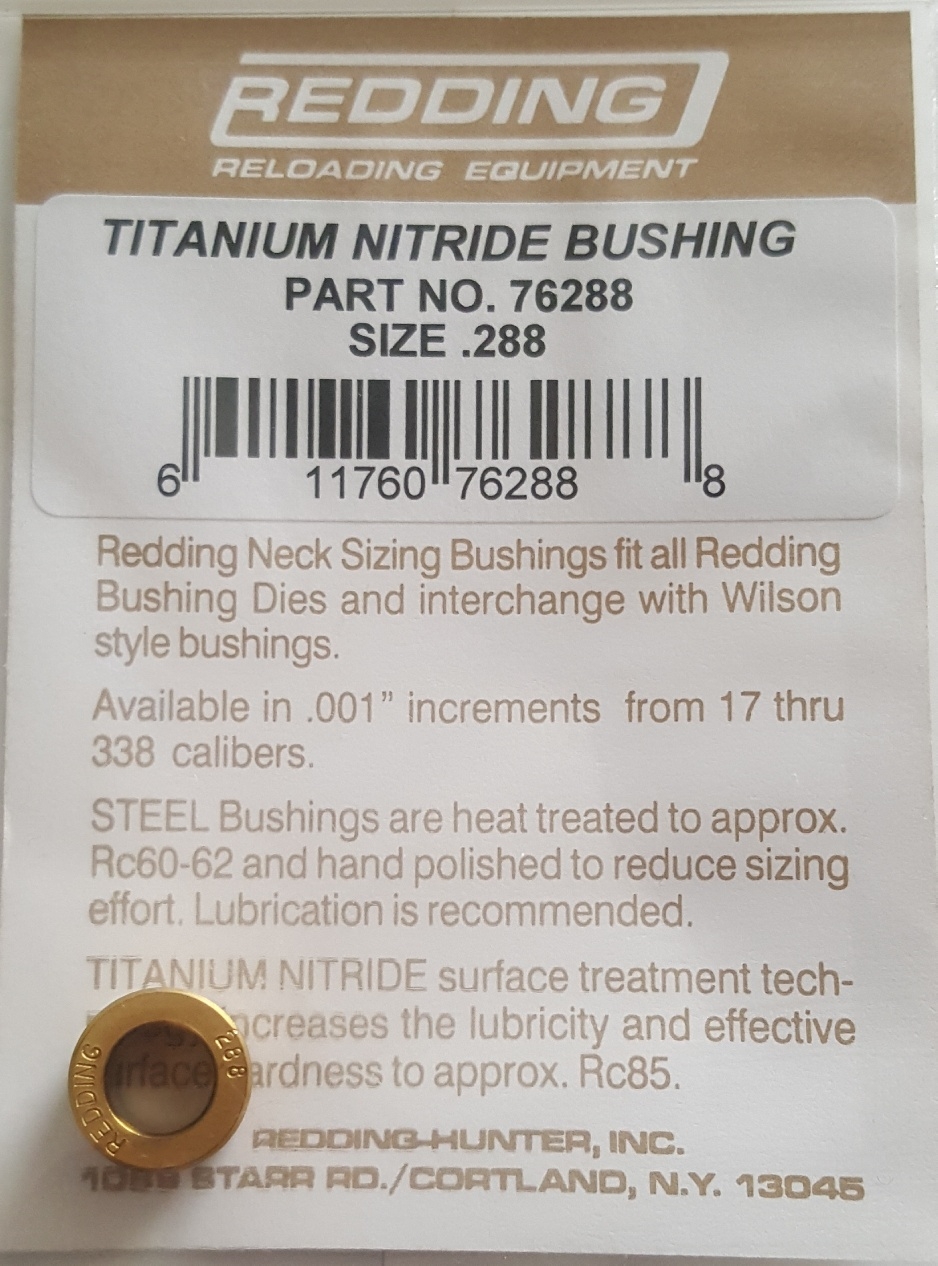 REDDING
RELOADING EQUIPMENT
TITANIUM NITRIDE BUSHING
PART NO. 76288
SIZE .288
6 11760 76288 8
Redding Neck Sizing Bushings fit all Redding
Bushing Dies and interchange with Wilson
style bushings.
Available in .001” increments from 17 thru
338 calibers.
STEEL Bushings are heat treated to approx.
Rc60-62 and hand polished to reduce sizing
effort. Lubrication is recommended.
TITANIUM NITRIDE surface treatment tech-
increases the lubricity and effective
surface hardness to approx. Rc85.
REDDING 288
REDDING-HUNTER, INC.
STARR RD./CORTLAND, N.Y. 13045